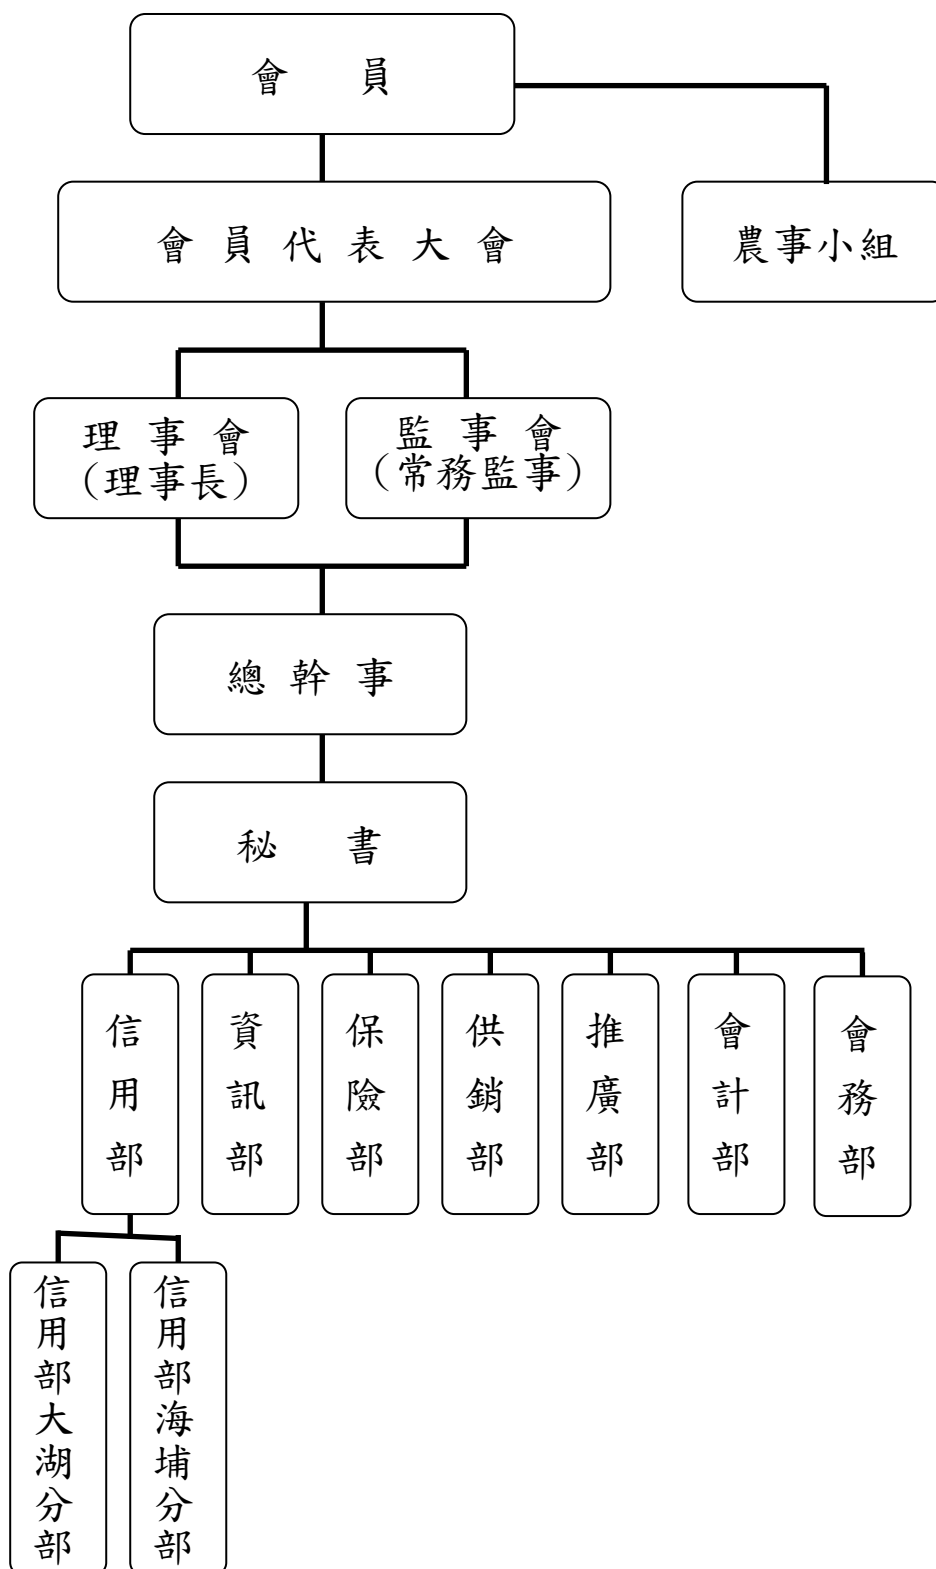 會員
會員代表大會
農事小組
理事會
(理事長)
監事會
(常務監事)
總幹事
秘書
信用部
資訊部
保險部
供銷部
推廣部
會計部
會務部
信用部大湖分部
信用部海埔分部